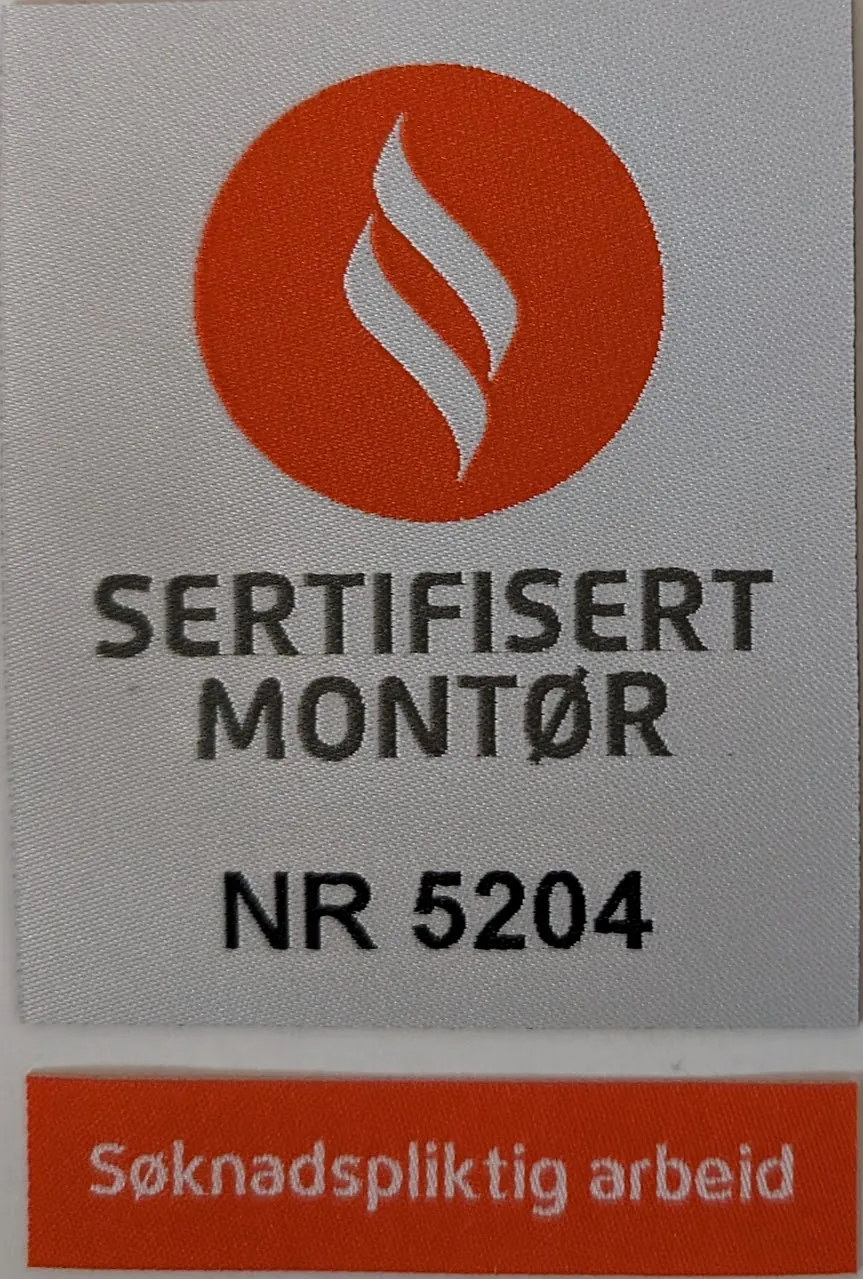 SERTIFISERT
MONTØR
NR 5204
Søknadspliktig arbeid